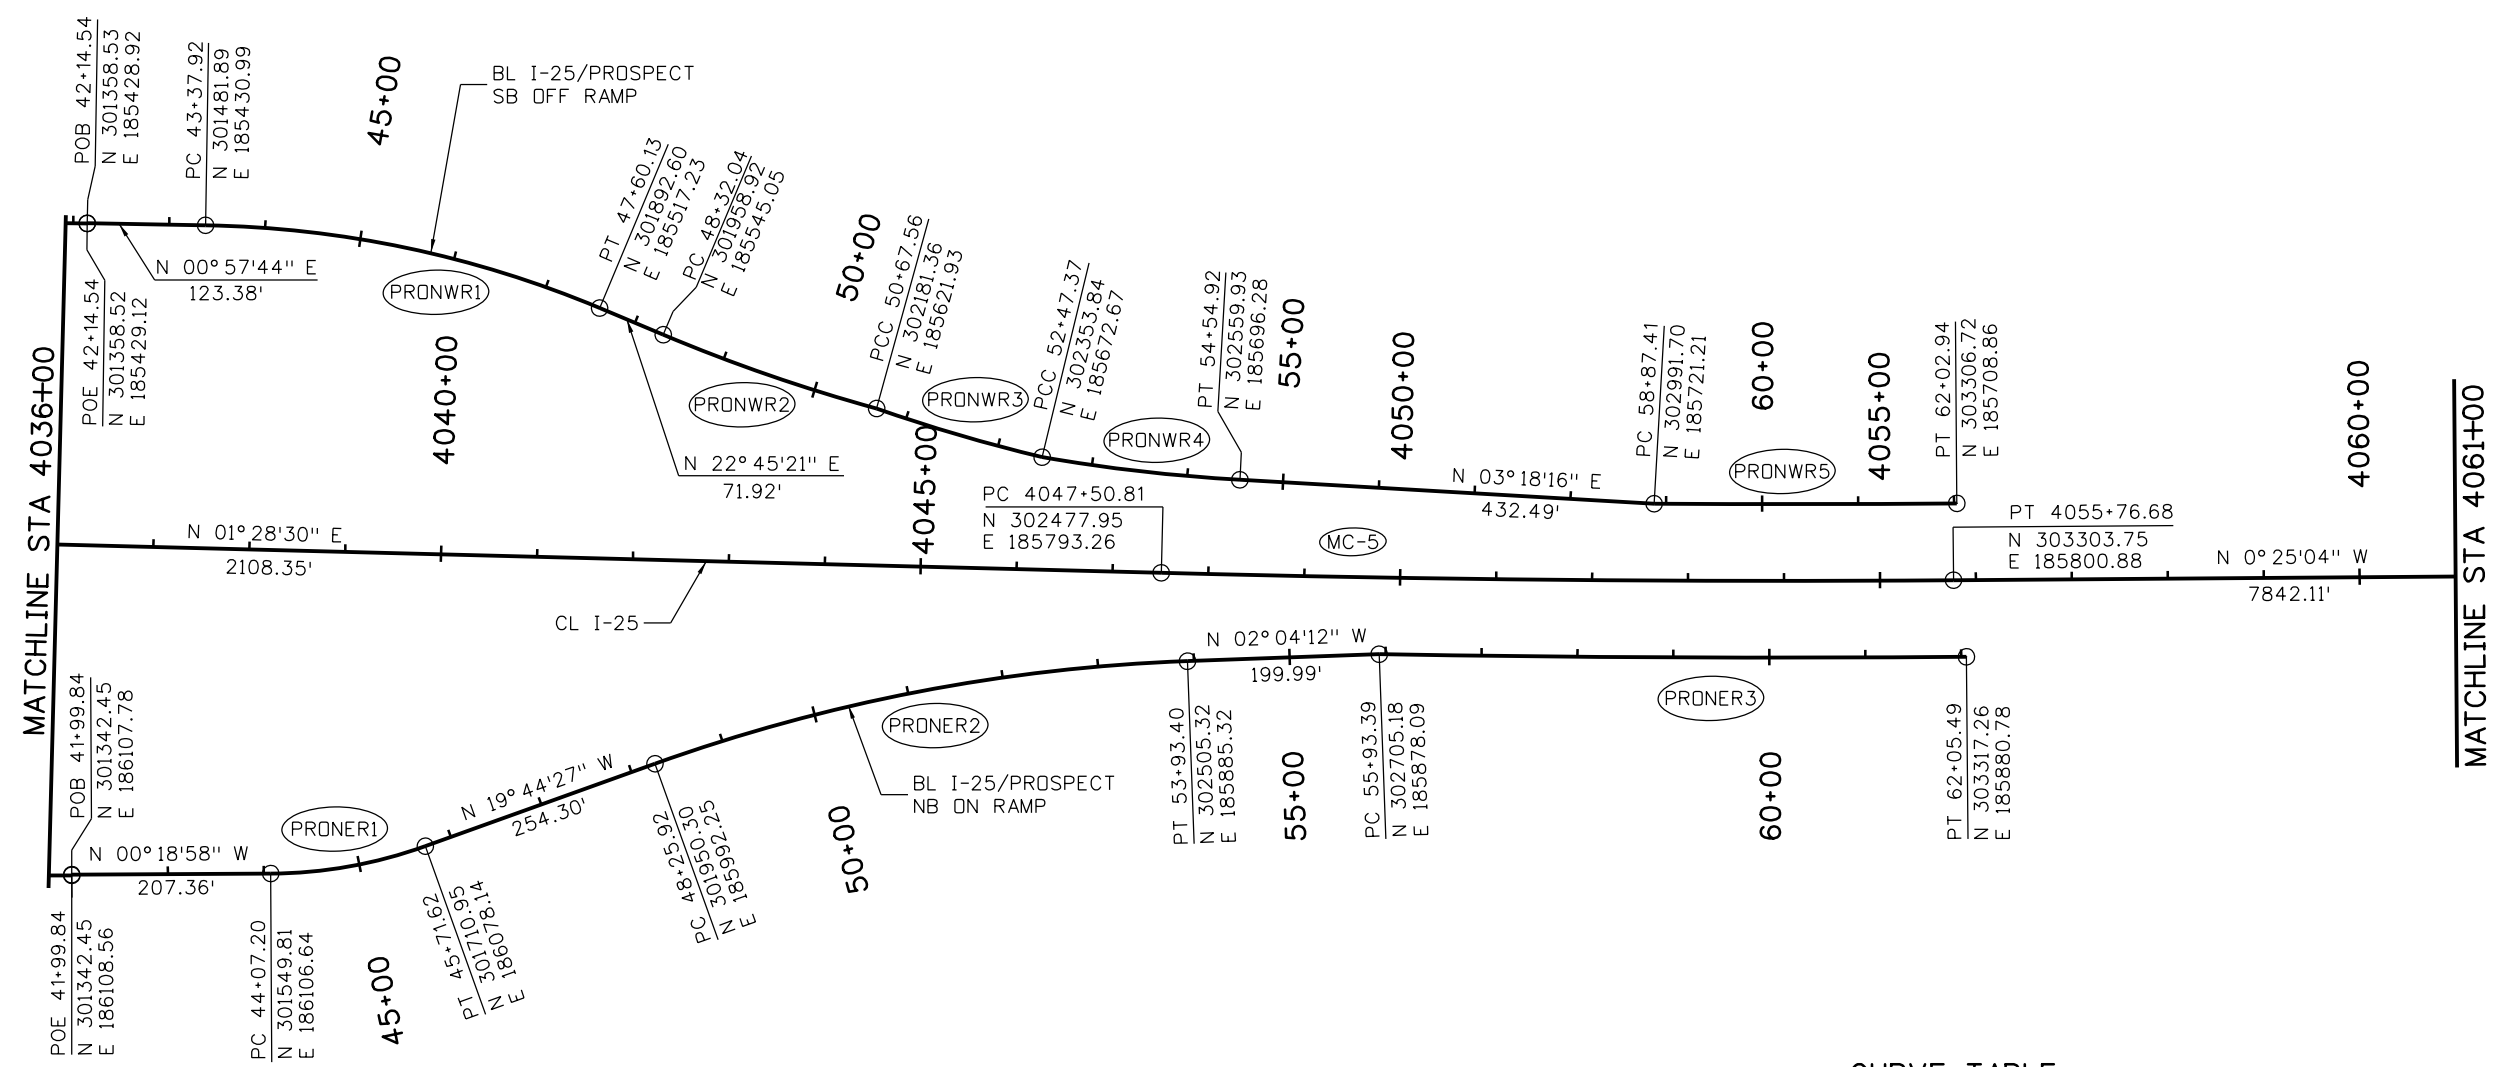 POB 42+14.54
N 301358.53
E 185428.92
PC 43+37.92
N 301481.89
E 185430.99
45+00
BL I-25/PROSPECT
SB OFF RAMP
PT 47+60.13
N 301892.60
E 185517.23
PC 48+32.04
N 301958.92
E 185545.05
50+00
PCC 50+67.56
N 302181.36
E 185621.93
PCC 52+47.37
N 302353.84
E 185672.67
PT 54+54.92
N 302559.93
E 185696.28
55+00
4050+00
PC 58+87.41
N 302991.70
E 185721.21
60+00
4055+00
PT 62+02.94
N 303306.72
E 185708.86
4060+00
N 00°57'44" E
123.38'
POE 42+14.54
N 301358.52
E 185429.12
PRONWR1
PRONWR2
PRONWR3
PRONWR4
PRONWR5
4040+00
4045+00
N 22°45'21" E
71.92'
N 03°18'16" E
432.49'
MATCHLINE STA 4036+00
MATCHLINE STA 4061+00
N 01°28'30" E
2108.35'
PC 4047+50.81
N 302477.95
E 185793.26
MC-5
PT 4055+76.68
N 303303.75
E 185800.88
N 0°25'04" W
7842.11'
CL I-25
POB 41+99.84
N 301342.45
E 186107.78
PRONER1
N 00°18'58" W
207.36'
N 19°44'27" W
254.30'
PRONER2
BL I-25/PROSPECT
NB ON RAMP
N 02°04'12" W
199.99'
PRONER3
PT 53+93.40
N 302505.32
E 185885.32
55+00
PC 55+93.39
N 302705.18
E 185878.09
60+00
PT 62+05.49
N 303317.26
E 185880.78
POE 41+99.84
N 301342.45
E 186108.56
PC 44+07.20
N 301549.81
E 186106.64
45+00
PT 45+71.62
N 301710.95
E 186078.14
PC 48+25.92
N 301950.30
E 185992.25
50+00
CURVE TABLE